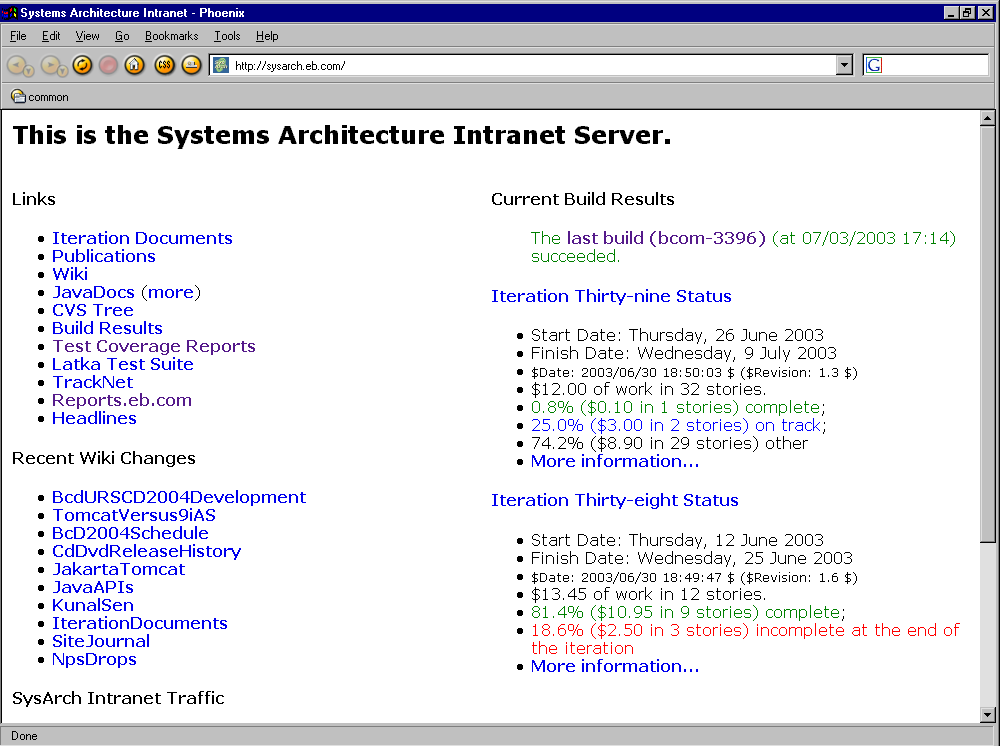 Systems Architecture Intranet - Phoenix
File Edit View Go Bookmarks Tools Help
CSS
http://sysarch.eb.com/
G
common
This is the Systems Architecture Intranet Server.
Links
Iteration Documents
Publications
Wiki
JavaDocs (more)
CVS Tree
Build Results
Test Coverage Reports
Latka Test Suite
TrackNet
Reports.eb.com
Headlines
Recent Wiki Changes
BcdURSCD2004Development
TomcatVersus9iAS
BcD2004Schedule
CdDvdReleaseHistory
JakartaTomcat
JavaAPIs
KunalSen
IterationDocuments
SiteJournal
NpsDrops
SysArch Intranet Traffic
Current Build Results
The last build (bcom-3396) (at 07/03/2003 17:14)
succeeded.
Iteration Thirty-nine Status
Start Date: Thursday, 26 June 2003
Finish Date: Wednesday, 9 July 2003
$Date: 2003/06/30 18:50:03 $ ($Revision: 1.3 $)
$12.00 of work in 32 stories.
0.8% ($0.10 in 1 stories) complete;
25.0% ($3.00 in 2 stories) on track;
74.2% ($8.90 in 29 stories) other
More information...
Iteration Thirty-eight Status
Start Date: Thursday, 12 June 2003
Finish Date: Wednesday, 25 June 2003
$Date: 2003/06/30 18:49:47 $ ($Revision: 1.6 $)
$13.45 of work in 12 stories.
81.4% ($10.95 in 9 stories) complete;
18.6% ($2.50 in 3 stories) incomplete at the end of
the iteration
More information...
Done